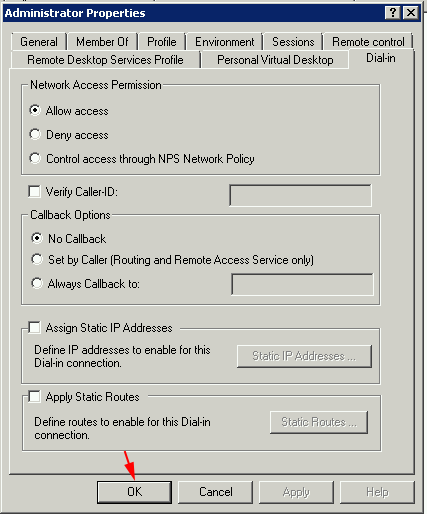 Administrator Properties
General Member Of Profile Environment Sessions Remote control
Remote Desktop Services Profile Personal Virtual Desktop Dial-in
Network Access Permission
Allow access
Deny access
Control access through NPS Network Policy
Verify Caller-ID:
Callback Options
No Callback
Set by Caller (Routing and Remote Access Service only)
Always Callback to:
Assign Static IP Addresses
Define IP addresses to enable for this
Dial-in connection.
Static IP Addresses ...
Apply Static Routes
Define routes to enable for this Dial-in
connection.
Static Routes ...
OK Cancel Apply Help